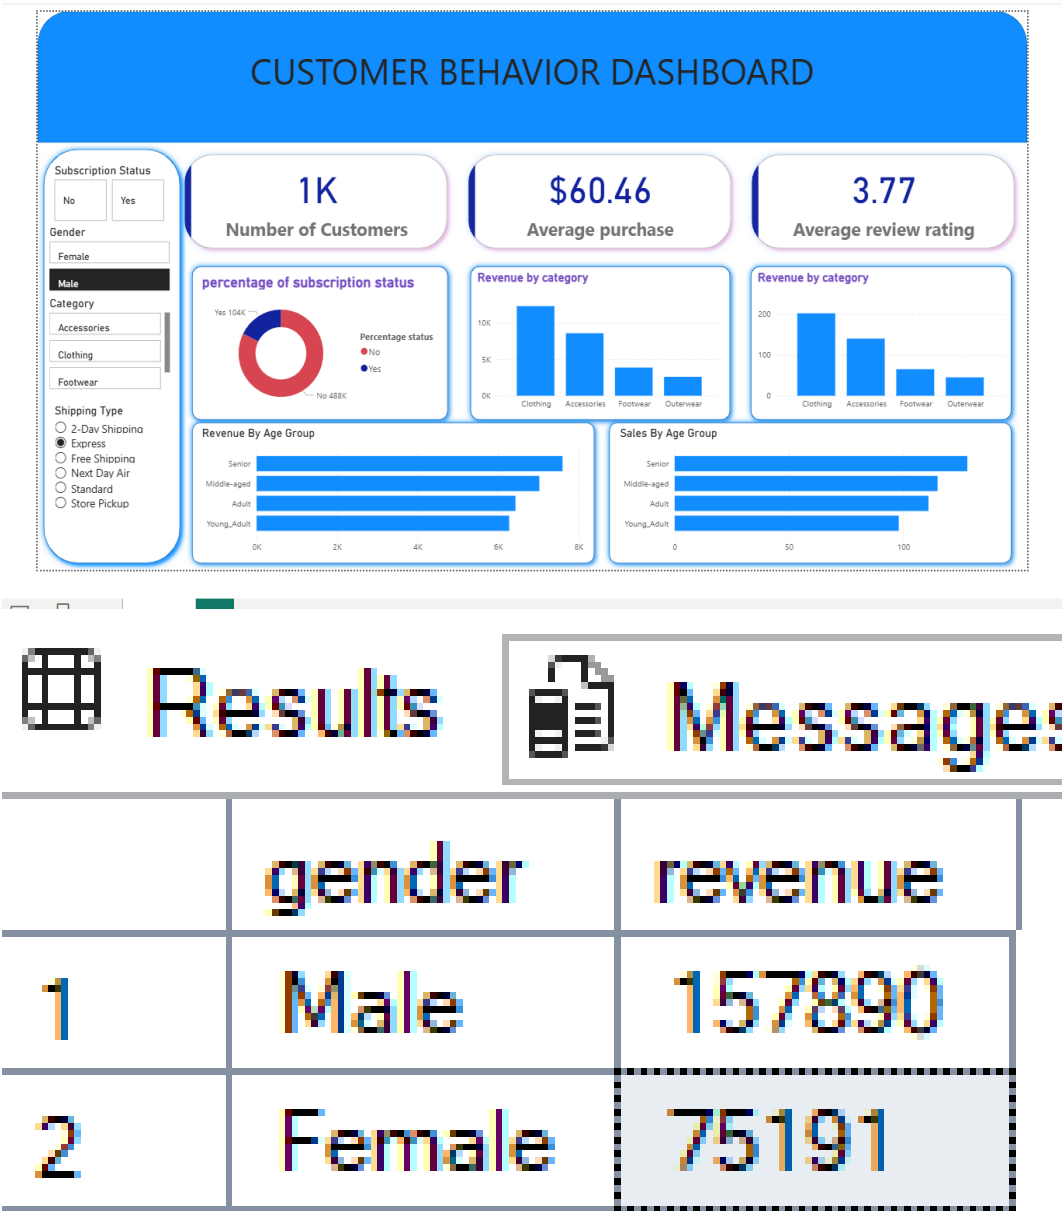 CUSTOMER BEHAVIOR DASHBOARD
Subscription Status
No Yes
Gender
Female
Male
Category
Accessories
Clothing
Footwear
Shipping Type
2-Day Shipping
Express
Free Shipping
Next Day Air
Standard
Store Pickup
1K
Number of Customers
$60.46
Average purchase
3.77
Average review rating
percentage of subscription status
Yes 104K
No 488K
Percentage status
No
Yes
Revenue by category
10K
5K
0K
Clothing Accessories Footwear Outerwear
Revenue by category
200
100
0
Clothing Accessories Footwear Outerwear
Revenue By Age Group
Senior
Middle-aged
Adult
Young_Adult
0K 2K 4K 6K 8K
Sales By Age Group
Senior
Middle-aged
Adult
Young_Adult
0 50 100
Results Messages
gender revenue
1 Male 157890
2 Female 75191